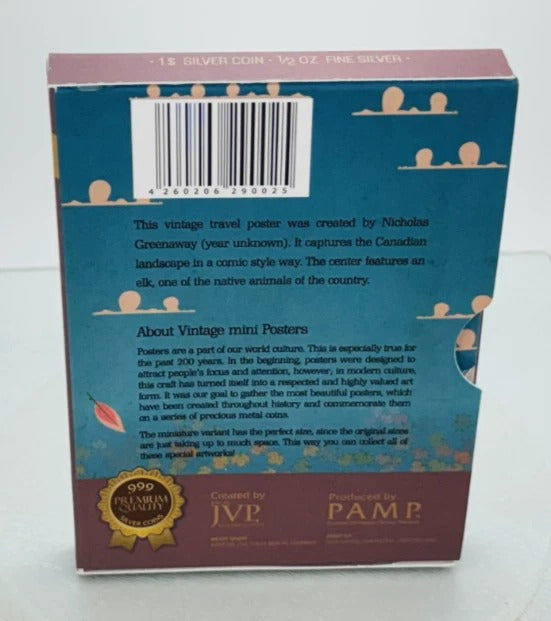 · 1 $ SILVER COIN - 1/2 OZ FINE SILVER ·
4 260206 290025
This vintage travel poster was created by Nicholas
Greenaway (year unknown). It captures the Canadian
landscape in a comic style way. The center features an
elk, one of the native animals of the country.
About Vintage mini Posters
Posters are a part of our world culture. This is especially true for
the past 200 years. In the beginning, posters were designed to
attract people's focus and attention, however, in modern culture,
this craft has turned itself into a respected and highly valued art
form. It was our goal to gather the most beautiful posters, which
have been created throughout history and commemorate them
on a series of precious metal coins.
The miniature variant has the perfect size, since the original sizes
are just taking up to much space. This way you can collect all of
these special artworks!
.999
PREMIUM
QUALITY
SILVER COINS
Created by
JVP.
Produced by
PAMP.